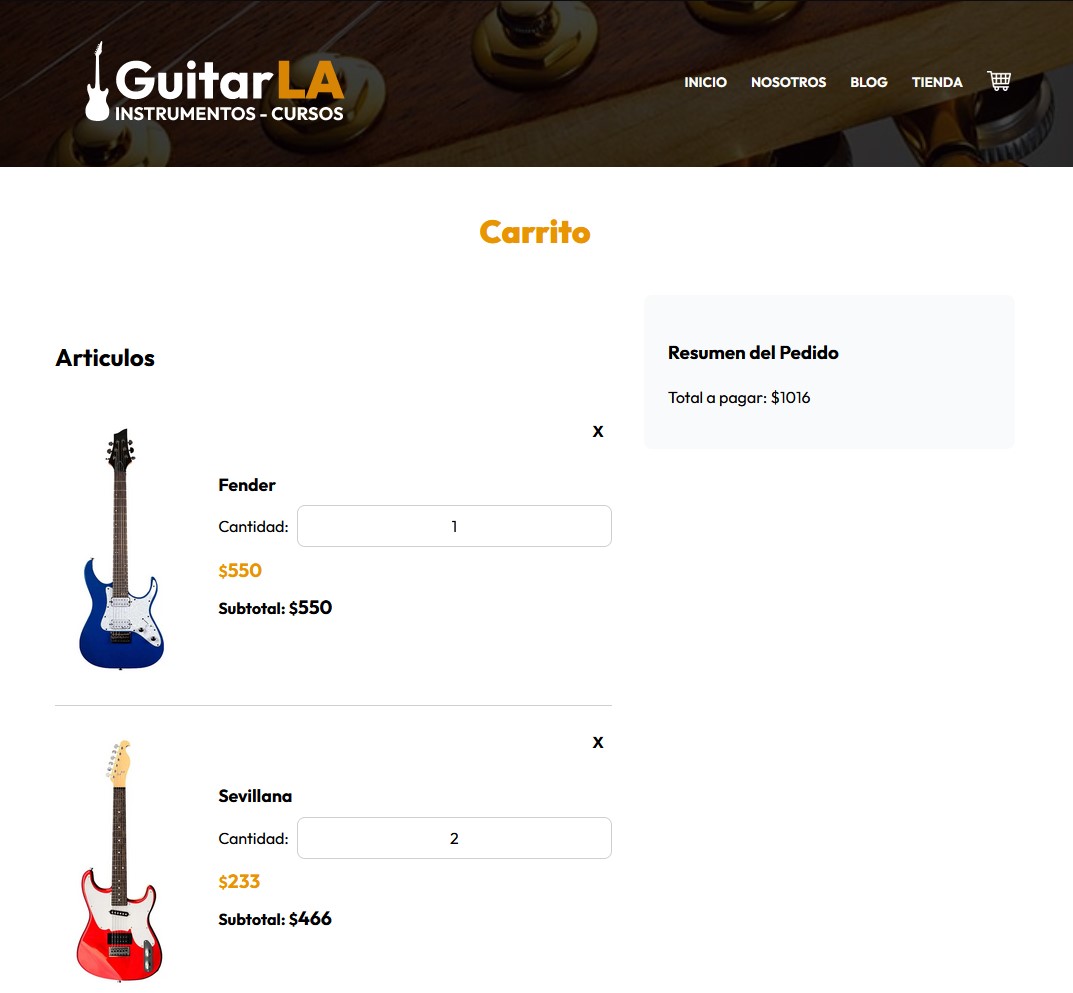 GuitarLA
INSTRUMENTOS - CURSOS
INICIO NOSOTROS BLOG TIENDA
Carrito
Articulos
X
Fender
Cantidad: 1
$550
Subtotal: $550
X
Sevillana
Cantidad: 2
$233
Subtotal: $466
Resumen del Pedido
Total a pagar: $1016